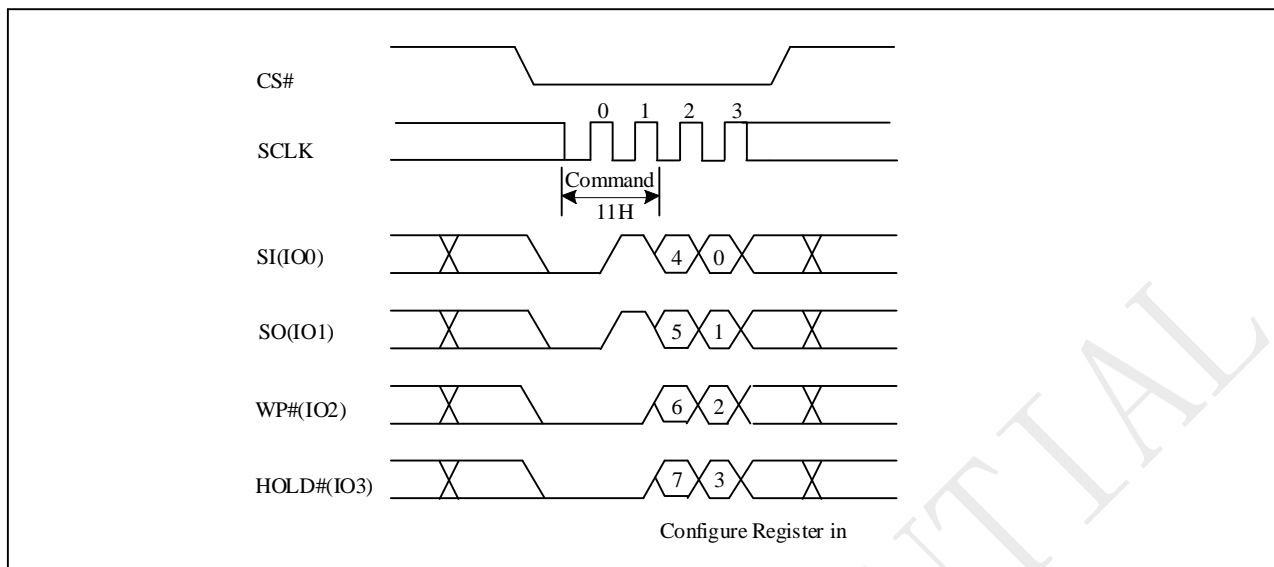 CS#
0 1 2 3
SCLK
Command
11H
SI(IO0)
4 0
SO(IO1)
5 1
WP#(IO2)
6 2
HOLD#(IO3)
7 3
Configure Register in